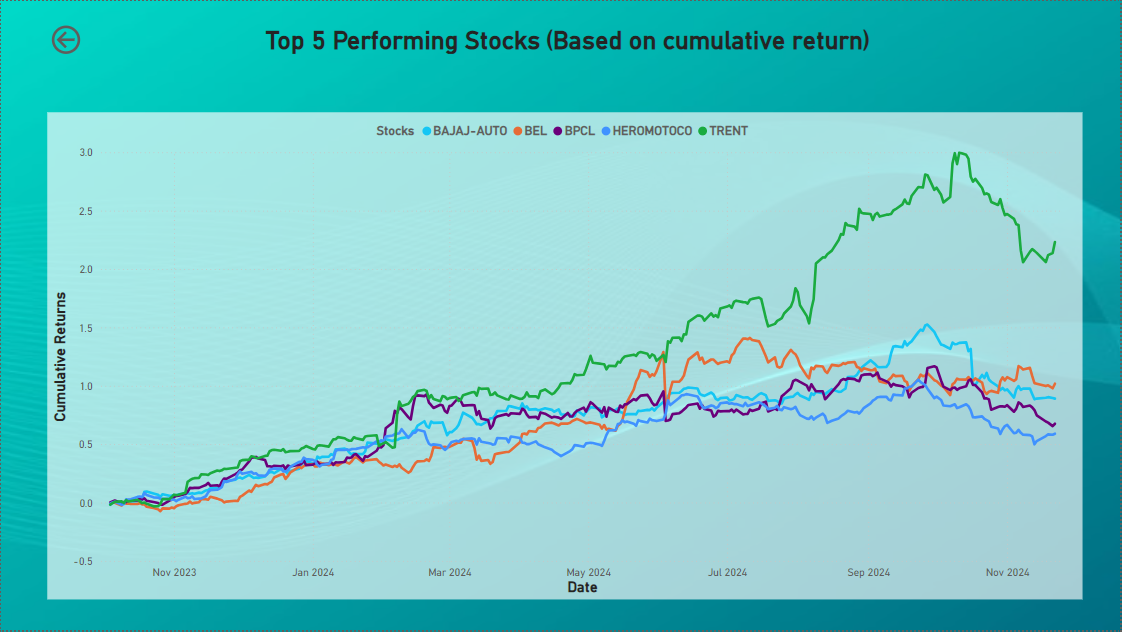 Top 5 Performing Stocks (Based on cumulative return)
Stocks BAJAJ-AUTO BEL BPCL HEROMOTOCO TRENT
3.0
2.5
2.0
1.5
1.0
0.5
0.0
-0.5
Cumulative Returns
Nov 2023 Jan 2024 Mar 2024 May 2024 Jul 2024 Sep 2024 Nov 2024
Date